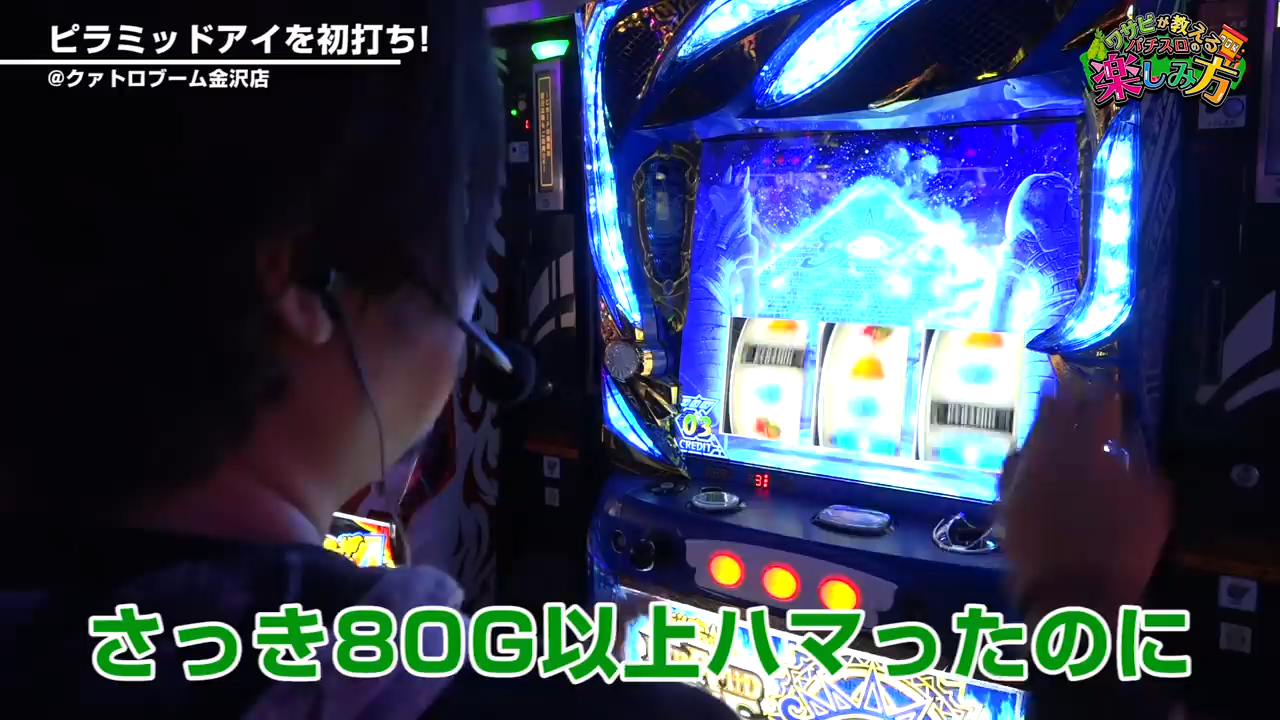 ピラミッドアイを初打ち!
@クァトロブーム金沢店
ワサビが教える
パチスロの
楽しみ方
03
CREDIT
31
さっき80G以上ハマったのに